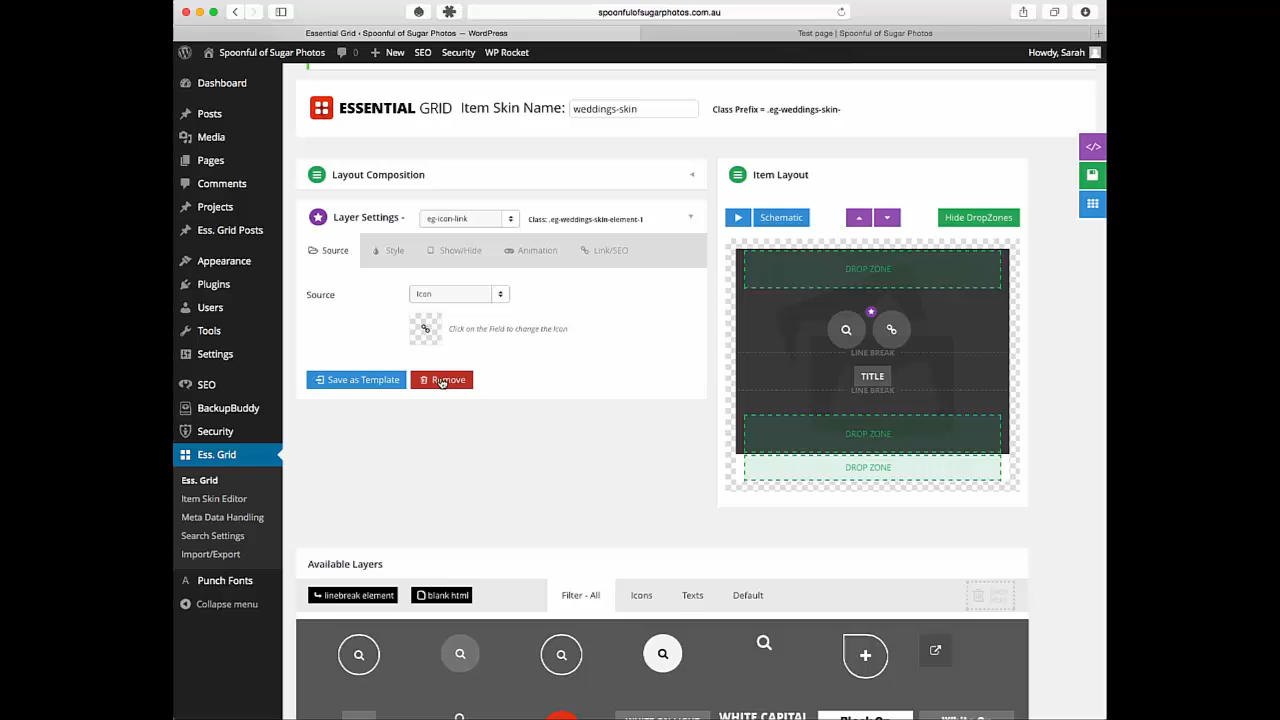 spoonfulofsugarphotos.com.au
Essential Grid ‹ Spoonful of Sugar Photos — WordPress
Test page | Spoonful of Sugar Photos
Spoonful of Sugar Photos
0
New
SEO
Security
WP Rocket
Howdy, Sarah
Dashboard
Posts
Media
Pages
Comments
Projects
Ess. Grid Posts
Appearance
Plugins
Users
Tools
Settings
SEO
BackupBuddy
Security
Ess. Grid
Ess. Grid
Item Skin Editor
Meta Data Handling
Search Settings
Import/Export
Punch Fonts
Collapse menu
ESSENTIAL GRID
Item Skin Name:
weddings-skin
Class Prefix = .eg-weddings-skin-
Layout Composition
Layer Settings -
eg-icon-link
Class: .eg-weddings-skin-element-1
Source
Style
Show/Hide
Animation
Link/SEO
Source
Icon
Click on the Field to change the Icon
Save as Template
Remove
Item Layout
Schematic
Hide DropZones
DROP ZONE
LINE BREAK
TITLE
LINE BREAK
DROP ZONE
DROP ZONE
Available Layers
linebreak element
blank html
Filter - All
Icons
Texts
Default
WHITE CAPITAL